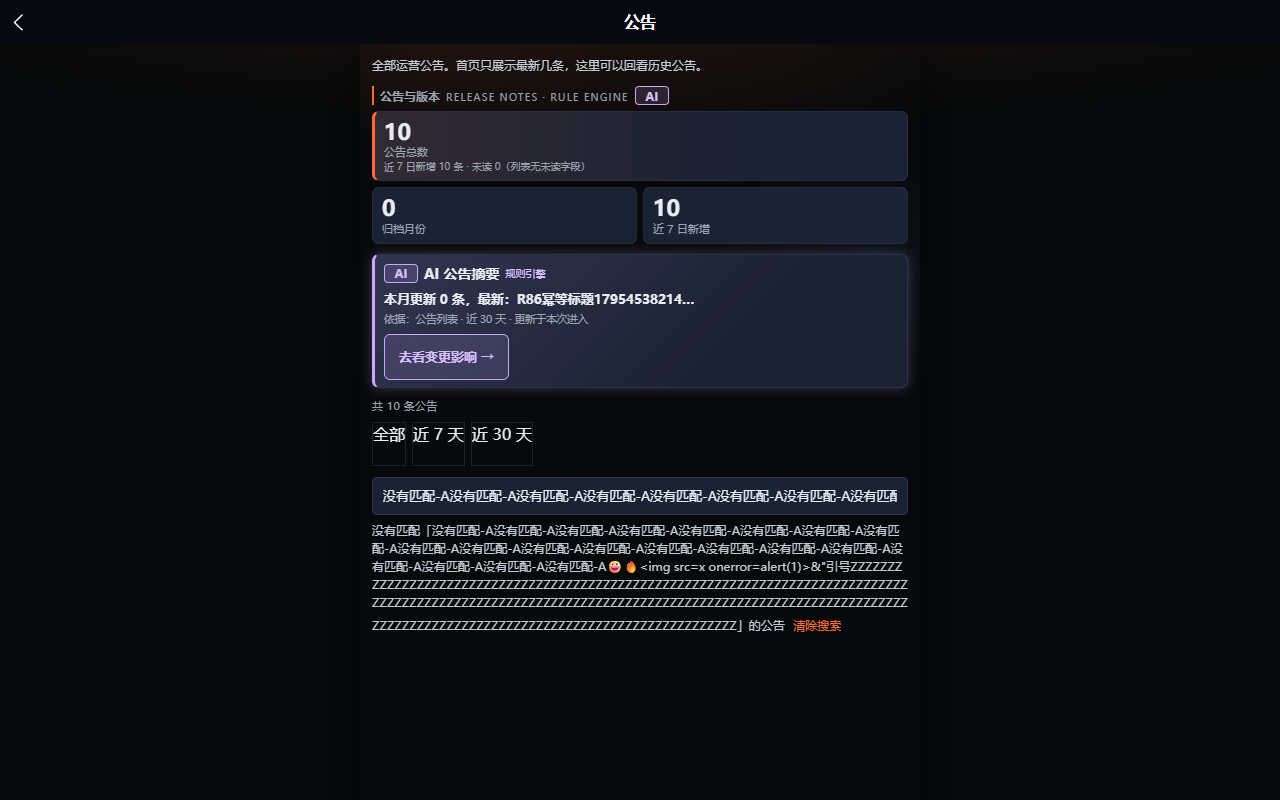 公告
全部运营公告。首页只展示最新几条，这里可以回看历史公告。
公告与版本 RELEASE NOTES · RULE ENGINE AI
10
公告总数
近 7 日新增 10 条 · 未读 0（列表无未读字段）
0
归档月份
10
近 7 日新增
AI AI 公告摘要 规则引擎
本月更新 0 条，最新：R86幂等标题17954538214...
依据：公告列表 · 近 30 天 · 更新于本次进入
去看变更影响 →
共 10 条公告
全部 近 7 天 近 30 天
没有匹配-A没有匹配-A没有匹配-A没有匹配-A没有匹配-A没有匹配-A没有匹配-A没有匹配
没有匹配「没有匹配-A没有匹配-A没有匹配-A没有匹配-A没有匹配-A没有匹配-A没有匹配-A没有匹
配-A没有匹配-A没有匹配-A没有匹配-A没有匹配-A没有匹配-A没有匹配-A没有匹配-A没有匹配-A没
有匹配-A没有匹配-A没有匹配-A没有匹配-A😀🔥<img src=x onerror=alert(1)>&"引号ZZZZZZZ
ZZZZZZZZZZZZZZZZZZZZZZZZZZZZZZZZZZZZZZZZZZZZZZZZZZZZZZZZZZZZZZZZZZZZZZZZ
ZZZZZZZZZZZZZZZZZZZZZZZZZZZZZZZZZZZZZZZZZZZZZZZZZZZZZZZZZZZZZZZZZZZZZZZZ
ZZZZZZZZZZZZZZZZZZZZZZZZZZZZZZZZZZZZZZZZZZZZZZZZZ」的公告 清除搜索